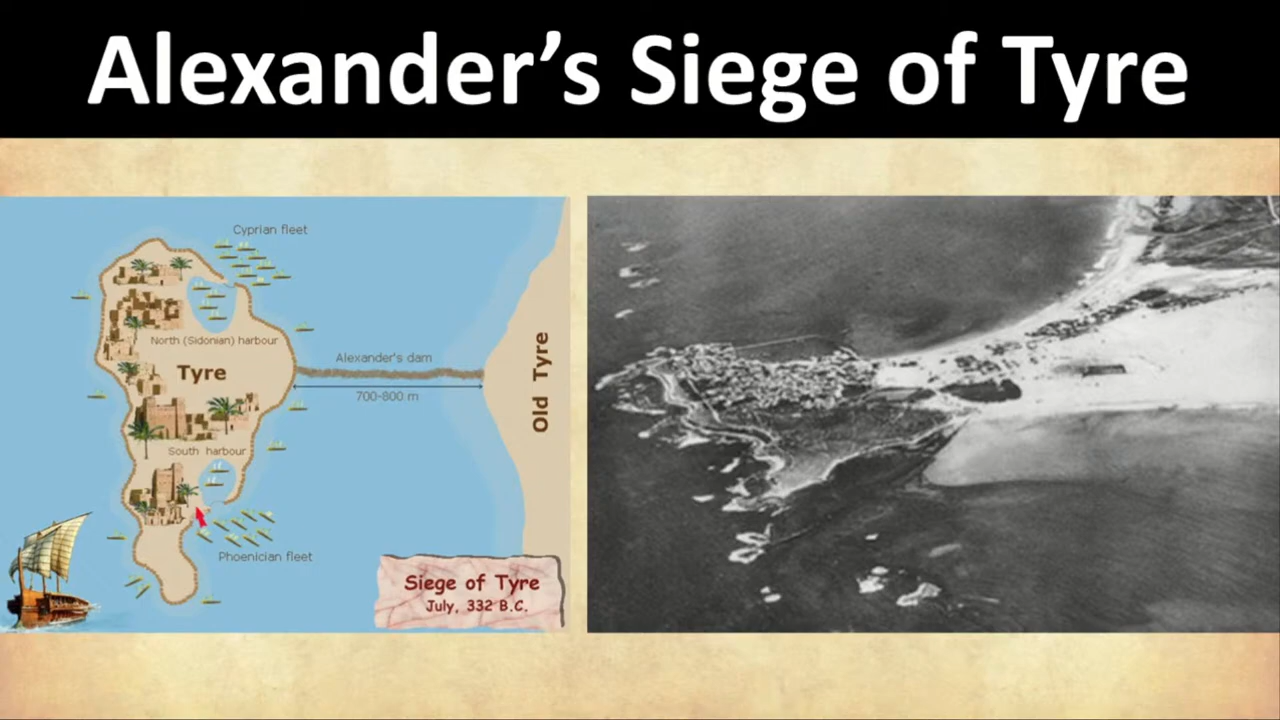 Alexander's Siege of Tyre
Cyprian fleet
North (Sidonian) harbour
Tyre
Alexander's dam
700-800 m
Old Tyre
South harbour
Phoenician fleet
Siege of Tyre
July, 332 B.C.